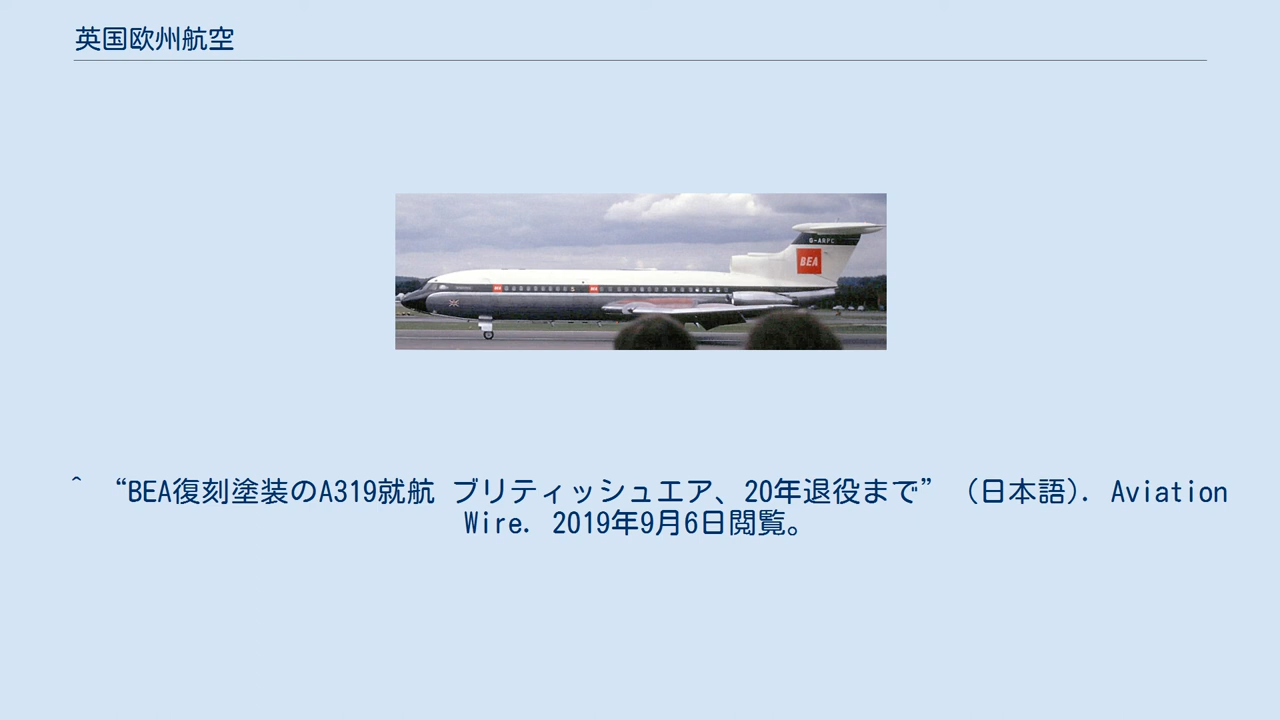 英国欧州航空
G-ARPC
BEA
^ “BEA復刻塗装のA319就航 ブリティッシュエア、20年退役まで” (日本語). Aviation
Wire. 2019年9月6日閲覧。